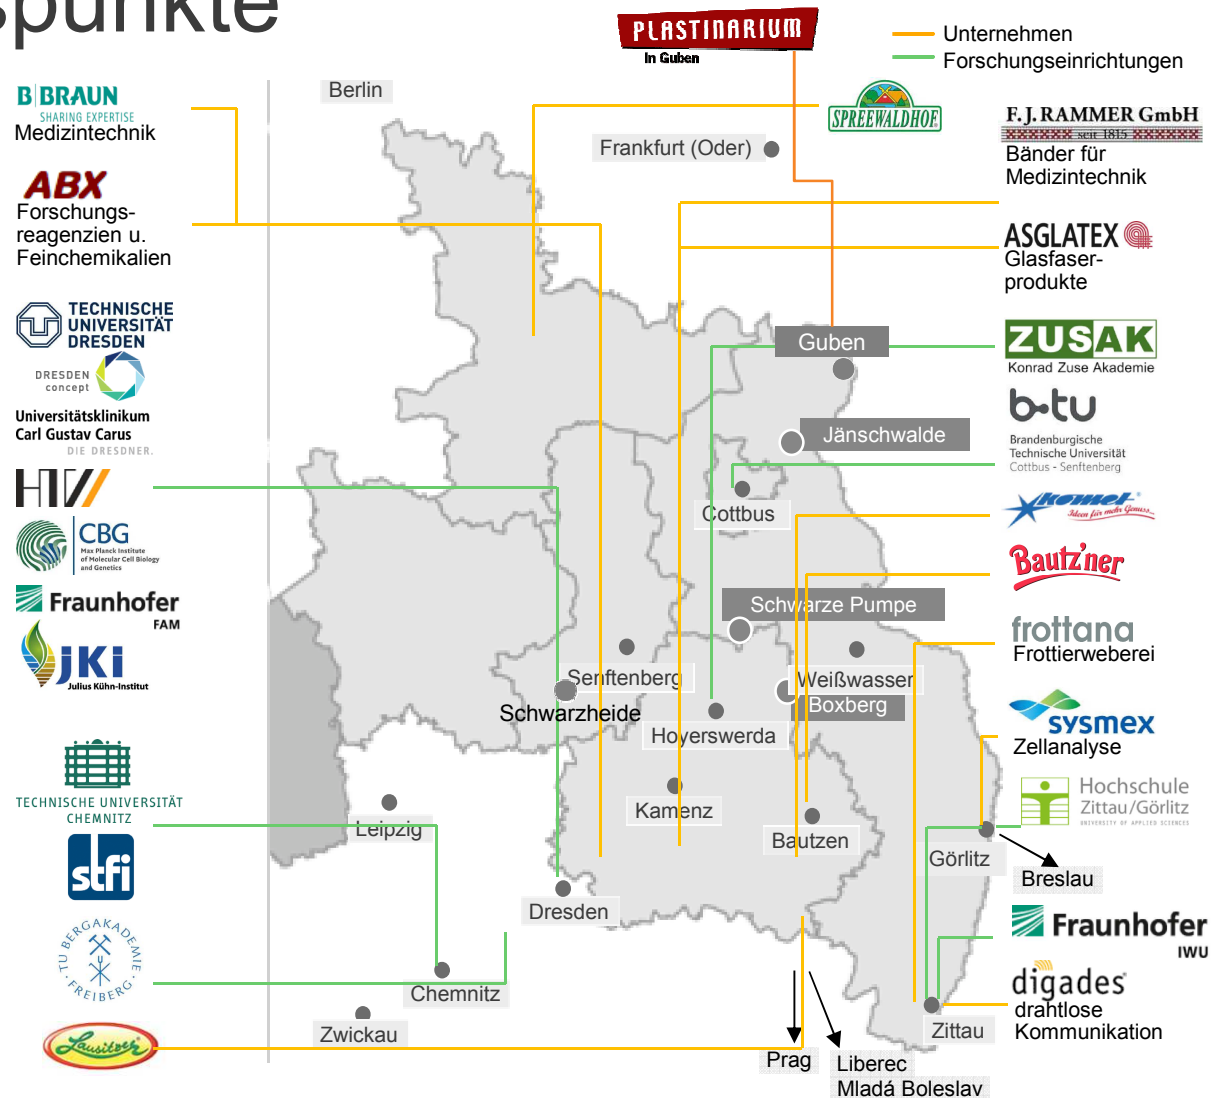 spunkte
PLASTINARIUM
in Guben
Unternehmen
Forschungseinrichtungen
B|BRAUN
SHARING EXPERTISE
Medizintechnik
ABX
Forschungs-
reagenzien u.
Feinchemikalien
TECHNISCHE
UNIVERSITÄT
DRESDEN
DRESDEN
concept
Universitätsklinikum
Carl Gustav Carus
DIE DRESDNER.
HTW
CBG
Max Planck Institute
of Molecular Cell Biology
and Genetics
Fraunhofer
FAM
JKi
Julius Kühn-Institut
TECHNISCHE UNIVERSITÄT
CHEMNITZ
stfi
TU BERGAKADEMIE
FREIBERG
Lausitzer
Berlin
Frankfurt (Oder)
Guben
Jänschwalde
Cottbus
Schwarze Pumpe
Senftenberg
Weißwasser
Schwarzheide
Boxberg
Hoyerswerda
Kamenz
Leipzig
Bautzen
Görlitz
Breslau
Dresden
Chemnitz
Zwickau
Zittau
Prag
Liberec
Mladá Boleslav
SPREEWALDHOF
F. J. RAMMER GmbH
seit 1815
Bänder für
Medizintechnik
ASGLATEX
Glasfaser-
produkte
ZUSAK
Konrad Zuse Akademie
b-tu
Brandenburgische
Technische Universität
Cottbus - Senftenberg
Komet
Ideen für mehr Genuss...
Bautz'ner
frottana
Frottierweberei
sysmex
Zellanalyse
Hochschule
Zittau/Görlitz
UNIVERSITY OF APPLIED SCIENCES
Fraunhofer
IWU
digades
drahtlose
Kommunikation